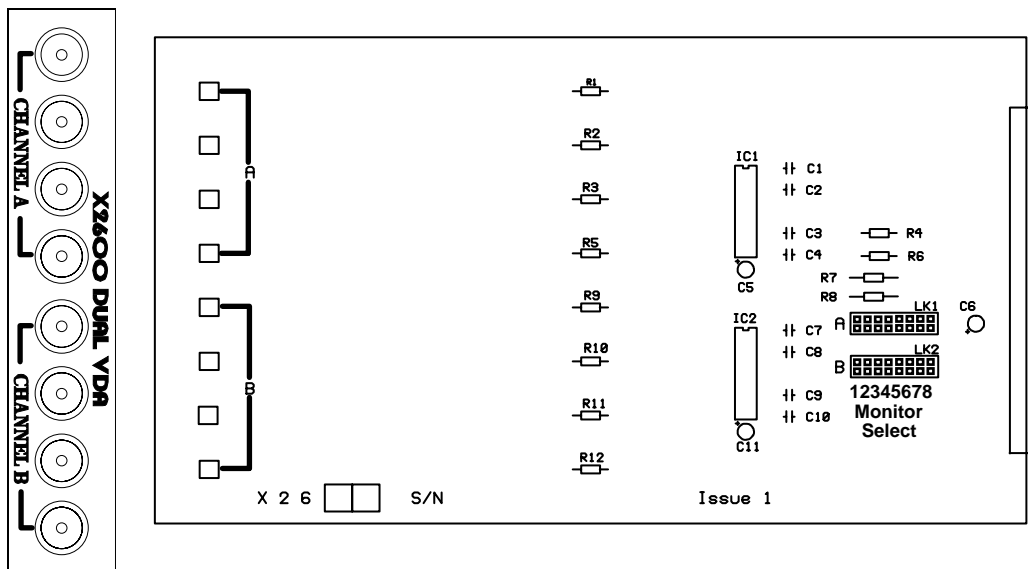 CHANNEL A
CHANNEL B
X2600 DUAL VDA
A
B
R1
R2
R3
R5
R9
R10
R11
R12
IC1
C1
C2
C3
C4
C5
R4
R6
R7
R8
IC2
C7
C8
C9
C10
C11
LK1
A
C6
LK2
B
12345678
Monitor
Select
X 2 6
S/N
Issue 1